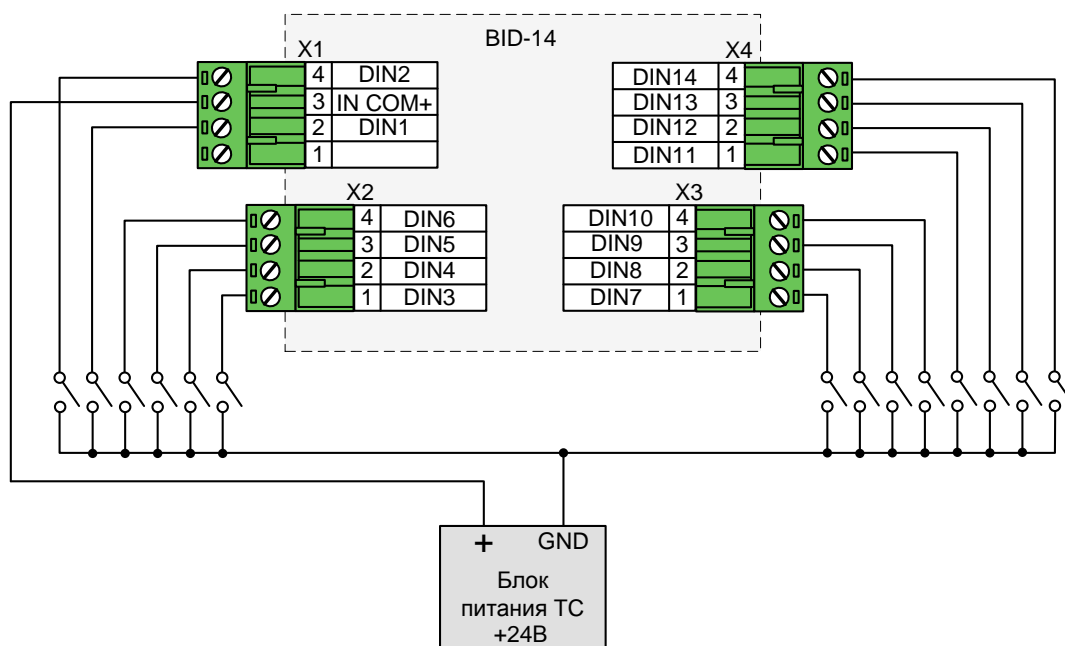 BID-14
X1
4 DIN2
3 IN COM+
2 DIN1
1
X4
DIN14 4
DIN13 3
DIN12 2
DIN11 1
X2
4 DIN6
3 DIN5
2 DIN4
1 DIN3
X3
DIN10 4
DIN9 3
DIN8 2
DIN7 1
+ GND
Блок
питания ТС
+24В